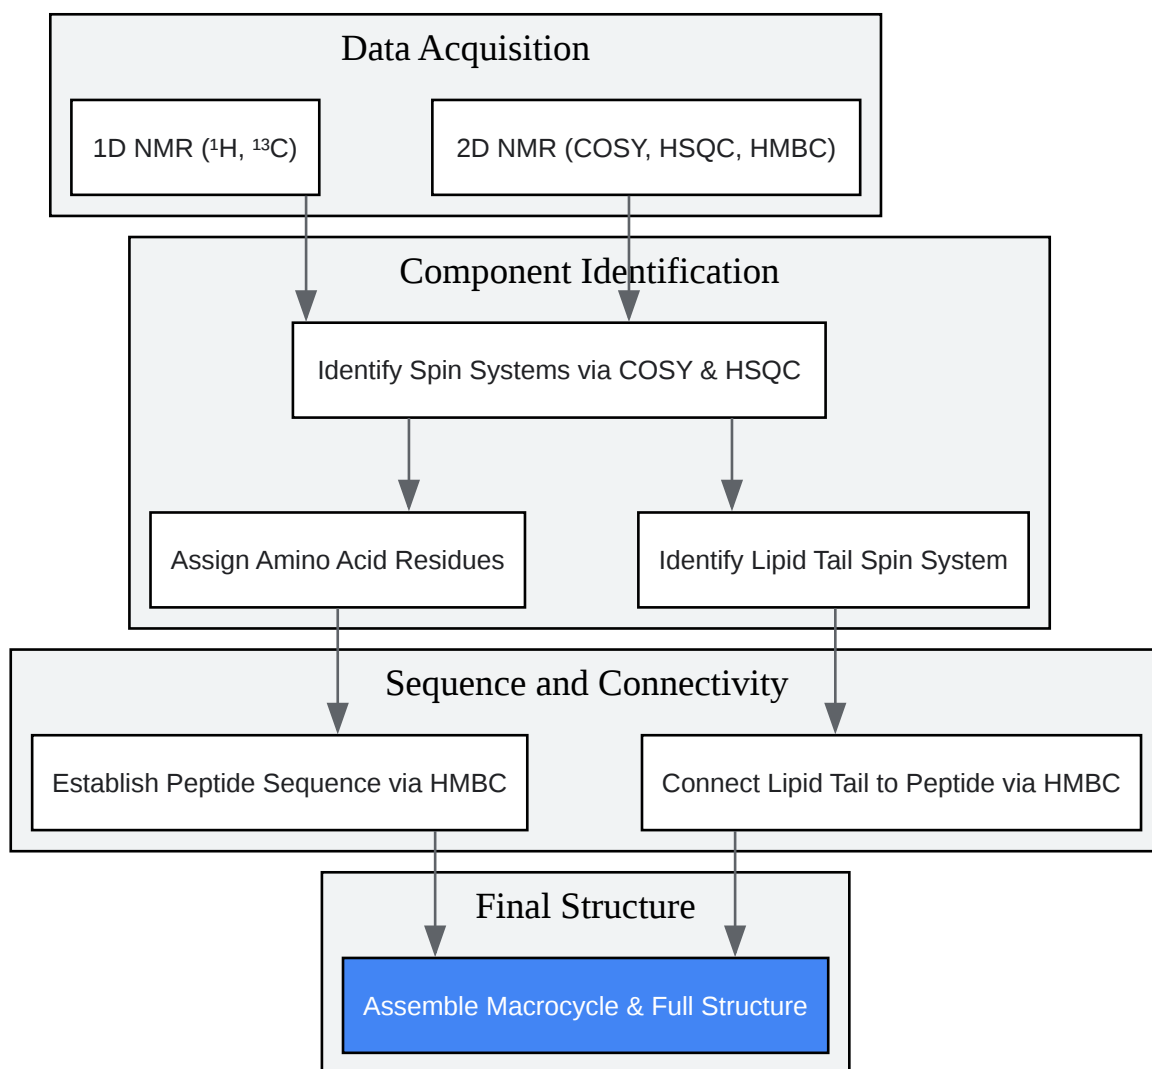 Data Acquisition
1D NMR (¹H, ¹³C)
2D NMR (COSY, HSQC, HMBC)
Component Identification
Identify Spin Systems via COSY & HSQC
Assign Amino Acid Residues
Identify Lipid Tail Spin System
Sequence and Connectivity
Establish Peptide Sequence via HMBC
Connect Lipid Tail to Peptide via HMBC
Final Structure
Assemble Macrocycle & Full Structure